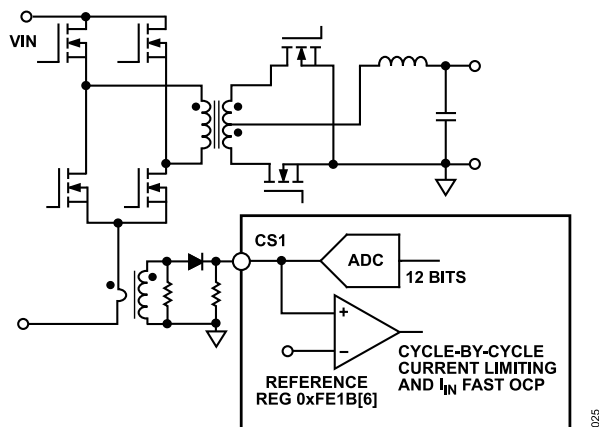 VIN
CS1
ADC
12 BITS
+
−
REFERENCE
REG 0xFE1B[6]
CYCLE-BY-CYCLE
CURRENT LIMITING
AND IIN FAST OCP
025